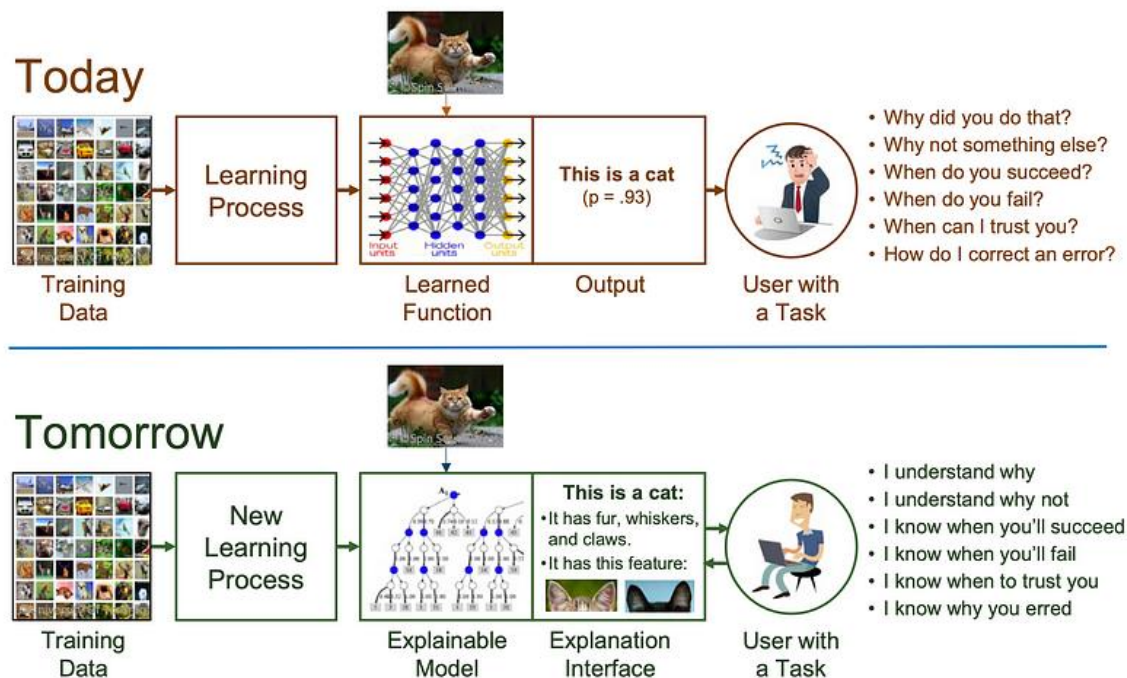 Today
©Spin S
Learning
Process
Input
units
Hidden
units
Output
units
This is a cat
(p = .93)
Training
Data
Learned
Function
Output
User with
a Task
• Why did you do that?
• Why not something else?
• When do you succeed?
• When do you fail?
• When can I trust you?
• How do I correct an error?
Tomorrow
©Spin S
New
Learning
Process
This is a cat:
•It has fur, whiskers,
and claws.
•It has this feature:
Training
Data
Explainable
Model
Explanation
Interface
User with
a Task
• I understand why
• I understand why not
• I know when you'll succeed
• I know when you'll fail
• I know when to trust you
• I know why you erred